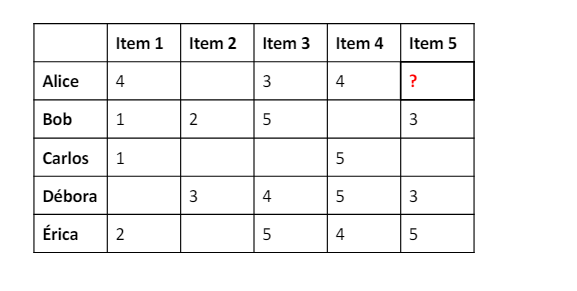 Item 1 Item 2 Item 3 Item 4 Item 5
Alice 4 3 4 ?
Bob 1 2 5 3
Carlos 1 5
Débora 3 4 5 3
Érica 2 5 4 5